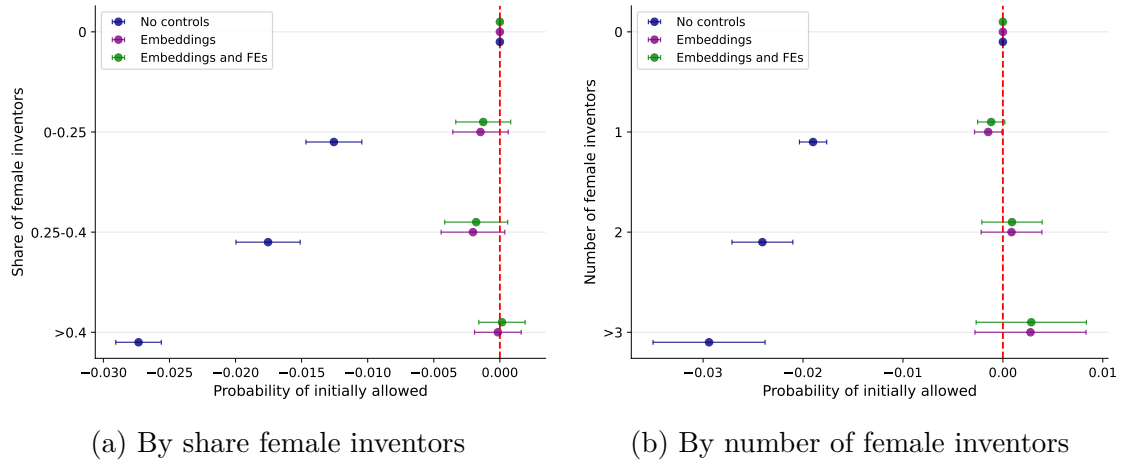 No controls
Embeddings
Embeddings and FEs
0
0-0.25
0.25-0.4
>0.4
Share of female inventors
−0.030 −0.025 −0.020 −0.015 −0.010 −0.005 0.000
Probability of initially allowed
(a) By share female inventors
No controls
Embeddings
Embeddings and FEs
0
1
2
>3
Number of female inventors
−0.03 −0.02 −0.01 0.00 0.01
Probability of initially allowed
(b) By number of female inventors